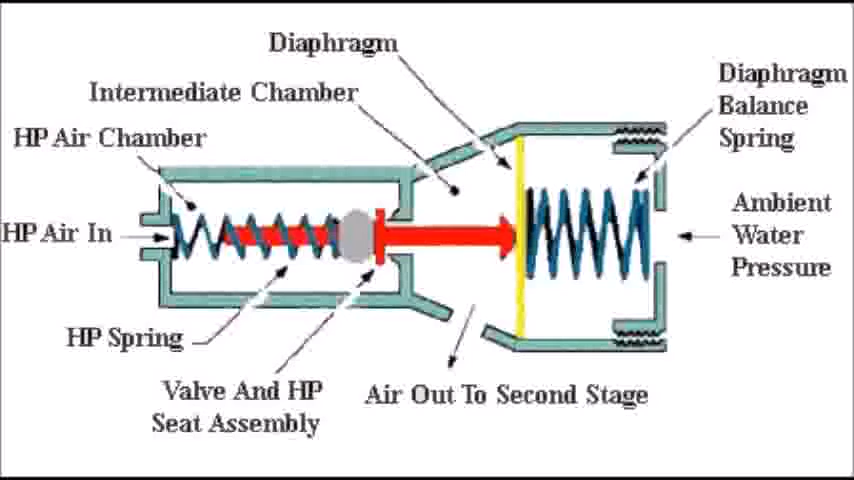 Diaphragm
Intermediate Chamber
HP Air Chamber
Diaphragm
Balance
Spring
HP Air In
Ambient
Water
Pressure
HP Spring
Valve And HP
Seat Assembly
Air Out To Second Stage